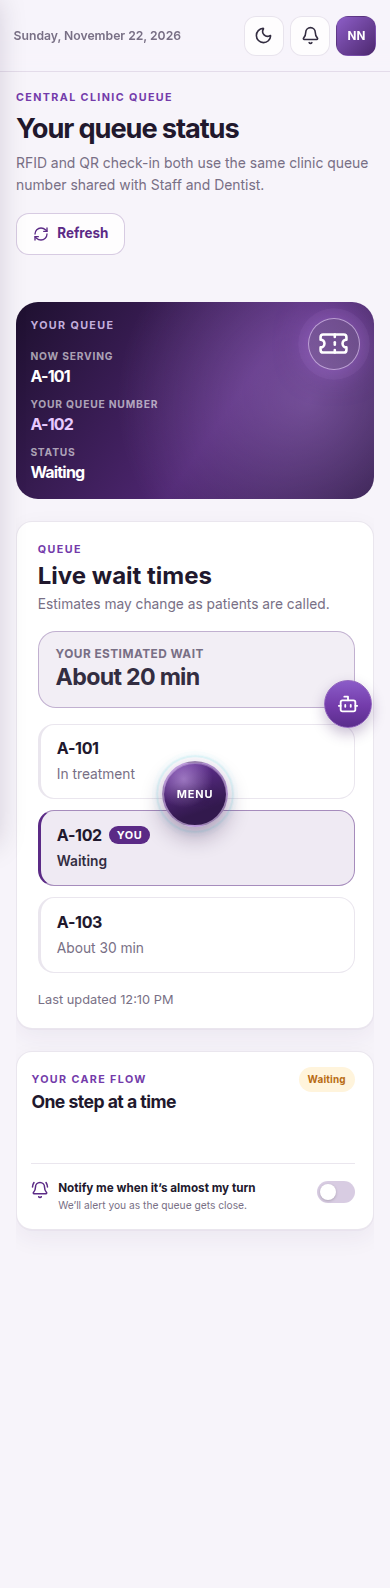 Sunday, November 22, 2026
NN
CENTRAL CLINIC QUEUE
Your queue status
RFID and QR check-in both use the same clinic queue
number shared with Staff and Dentist.
Refresh
YOUR QUEUE
NOW SERVING
A-101
YOUR QUEUE NUMBER
A-102
STATUS
Waiting
QUEUE
Live wait times
Estimates may change as patients are called.
YOUR ESTIMATED WAIT
About 20 min
A-101
In treatment
MENU
A-102 YOU
Waiting
A-103
About 30 min
Last updated 12:10 PM
YOUR CARE FLOW
Waiting
One step at a time
Notify me when it's almost my turn
We'll alert you as the queue gets close.